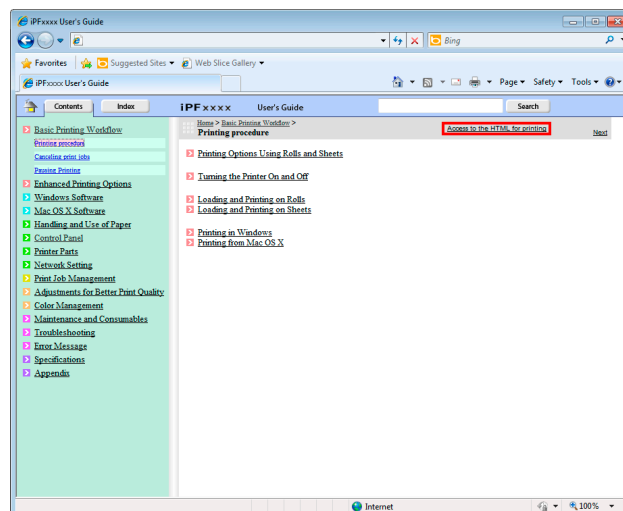 iPFxxxx User's Guide
Bing
Favorites Suggested Sites Web Slice Gallery
iPFxxxx User's Guide Page Safety Tools
Contents Index iPFxxxx User's Guide Search
Home > Basic Printing Workflow >
Printing procedure Access to the HTML for printing Next
Basic Printing Workflow
Printing procedure
Canceling print jobs
Pausing Printing
Enhanced Printing Options
Windows Software
Mac OS X Software
Handling and Use of Paper
Control Panel
Printer Parts
Network Setting
Print Job Management
Adjustments for Better Print Quality
Color Management
Maintenance and Consumables
Troubleshooting
Error Message
Specifications
Appendix
Printing Options Using Rolls and Sheets
Turning the Printer On and Off
Loading and Printing on Rolls
Loading and Printing on Sheets
Printing in Windows
Printing from Mac OS X
Internet 100%